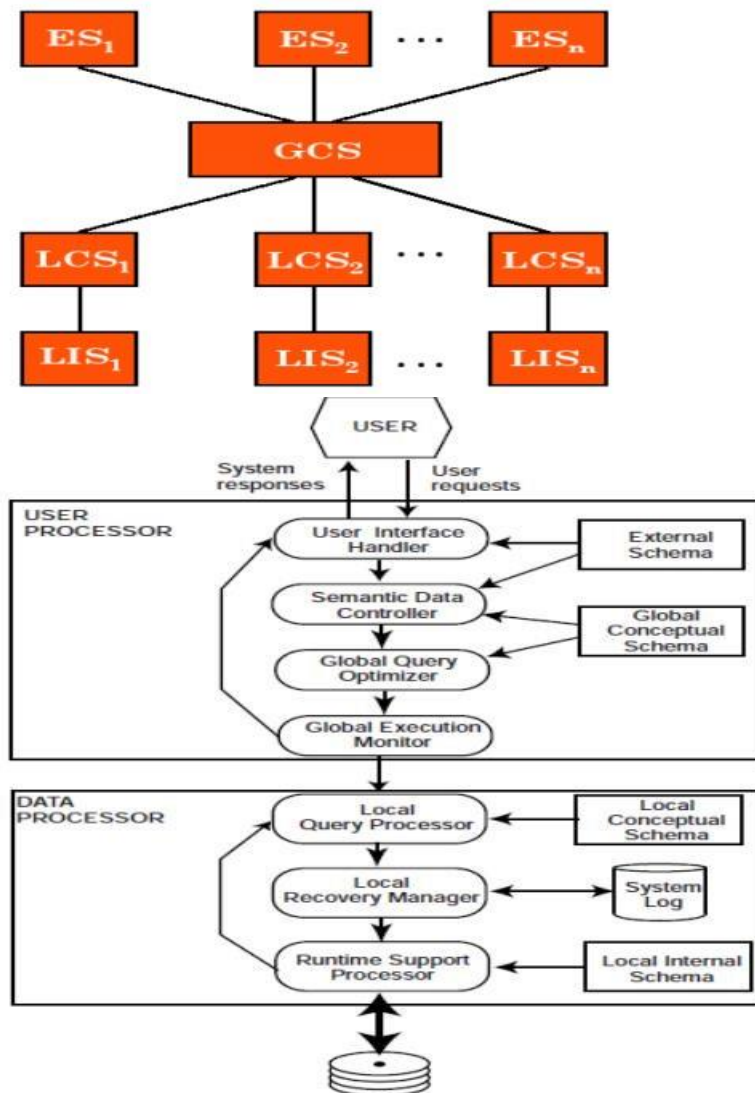 ES₁ ES₂ ... ESₙ
GCS
LCS₁ LCS₂ ... LCSₙ
LIS₁ LIS₂ ... LISₙ
USER
System
responses
User
requests
USER
PROCESSOR
User Interface
Handler
External
Schema
Semantic Data
Controller
Global
Conceptual
Schema
Global Query
Optimizer
Global Execution
Monitor
DATA
PROCESSOR
Local
Query Processor
Local
Conceptual
Schema
Local
Recovery Manager
System
Log
Runtime Support
Processor
Local Internal
Schema